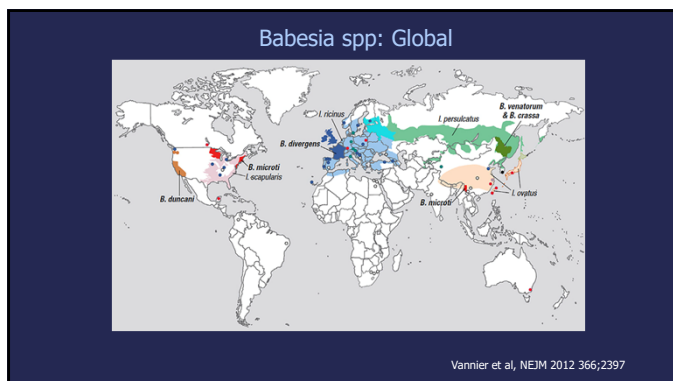 Babesia spp: Global
B. venatorum
& B. crassa
I. ricinus
I. persulcatus
B. divergens
B. microti
I. scapularis
B. duncani
B. microti
I. ovatus
Vannier et al, NEJM 2012 366;2397